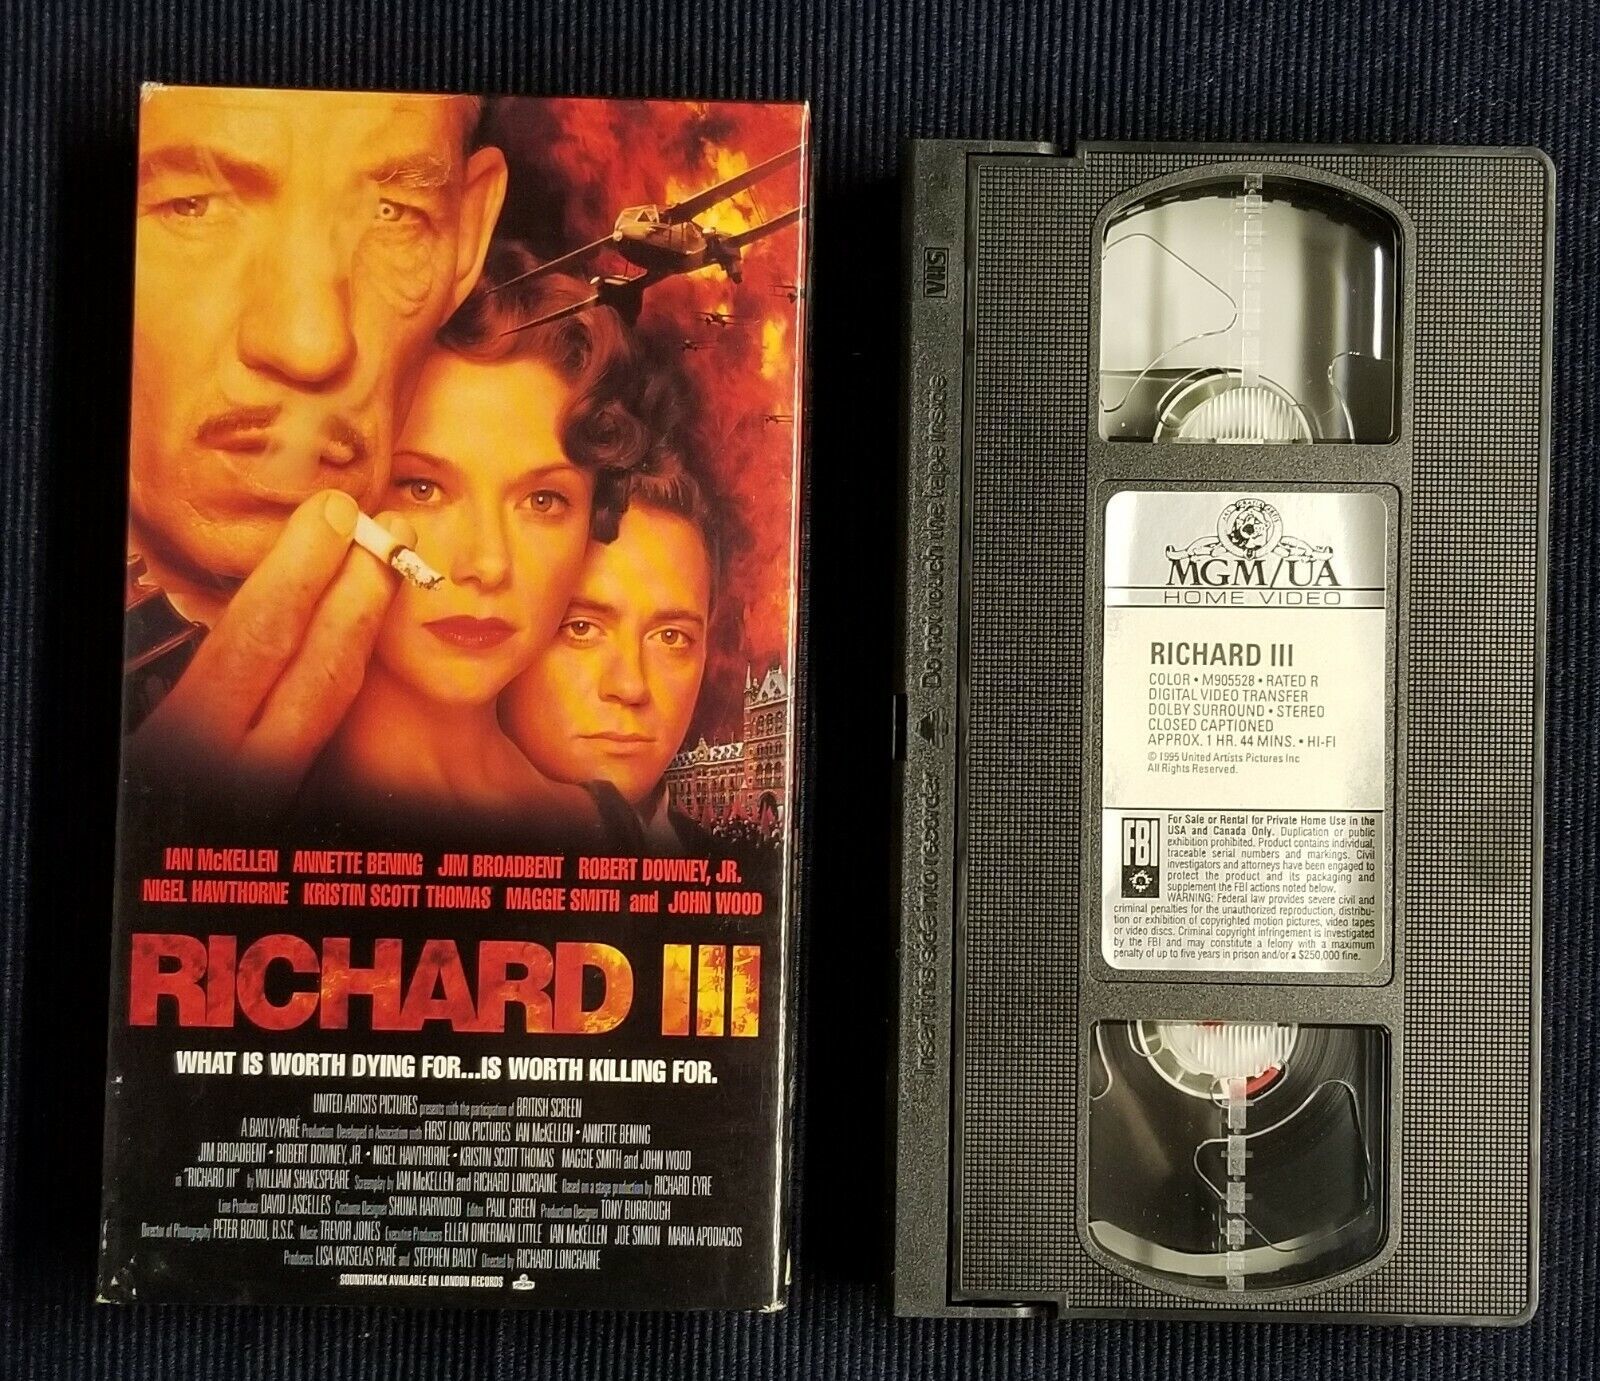 IAN McKELLEN ANNETTE BENING JIM BROADBENT ROBERT DOWNEY, JR.
NIGEL HAWTHORNE KRISTIN SCOTT THOMAS MAGGIE SMITH and JOHN WOOD
RICHARD III
WHAT IS WORTH DYING FOR...IS WORTH KILLING FOR.
UNITED ARTISTS PICTURES presents with the participation of BRITISH SCREEN
A BAYLY/PARÉ Production Developed in Association with FIRST LOOK PICTURES IAN McKELLEN • ANNETTE BENING
JIM BROADBENT • ROBERT DOWNEY, JR. • NIGEL HAWTHORNE • KRISTIN SCOTT THOMAS MAGGIE SMITH and JOHN WOOD
in "RICHARD III" by WILLIAM SHAKESPEARE Screenplay by IAN McKELLEN and RICHARD LONCRAINE Based on a stage production by RICHARD EYRE
Line Producer DAVID LASCELLES Costume Designer SHUNA HARWOOD Editor PAUL GREEN Production Designer TONY BURROUGH
Director of Photography PETER BIZIOU, B.S.C. Music TREVOR JONES Executive Producers ELLEN DINERMAN LITTLE IAN McKELLEN JOE SIMON MARIA APODIACOS
Producers LISA KATSELAS PARÉ and STEPHEN BAYLY Directed by RICHARD LONCRAINE
SOUNDTRACK AVAILABLE ON LONDON RECORDS
VHS
Do not touch the tape inside
Insert this side into recorder
MGM/UA
HOME VIDEO
RICHARD III
COLOR • M905528 • RATED R
DIGITAL VIDEO TRANSFER
DOLBY SURROUND • STEREO
CLOSED CAPTIONED
APPROX. 1 HR. 44 MINS. • HI-FI
© 1995 United Artists Pictures Inc
All Rights Reserved.
FBI
For Sale or Rental for Private Home Use in the
USA and Canada Only. Duplication or public
exhibition prohibited. Product contains individual,
traceable serial numbers and markings. Civil
investigators and attorneys have been engaged to
protect the product and its packaging and
supplement the FBI actions noted below.
WARNING: Federal law provides severe civil and
criminal penalties for the unauthorized reproduction, distribu-
tion or exhibition of copyrighted motion pictures, video tapes
or video discs. Criminal copyright infringement is investigated
by the FBI and may constitute a felony with a maximum
penalty of up to five years in prison and/or a $250,000 fine.